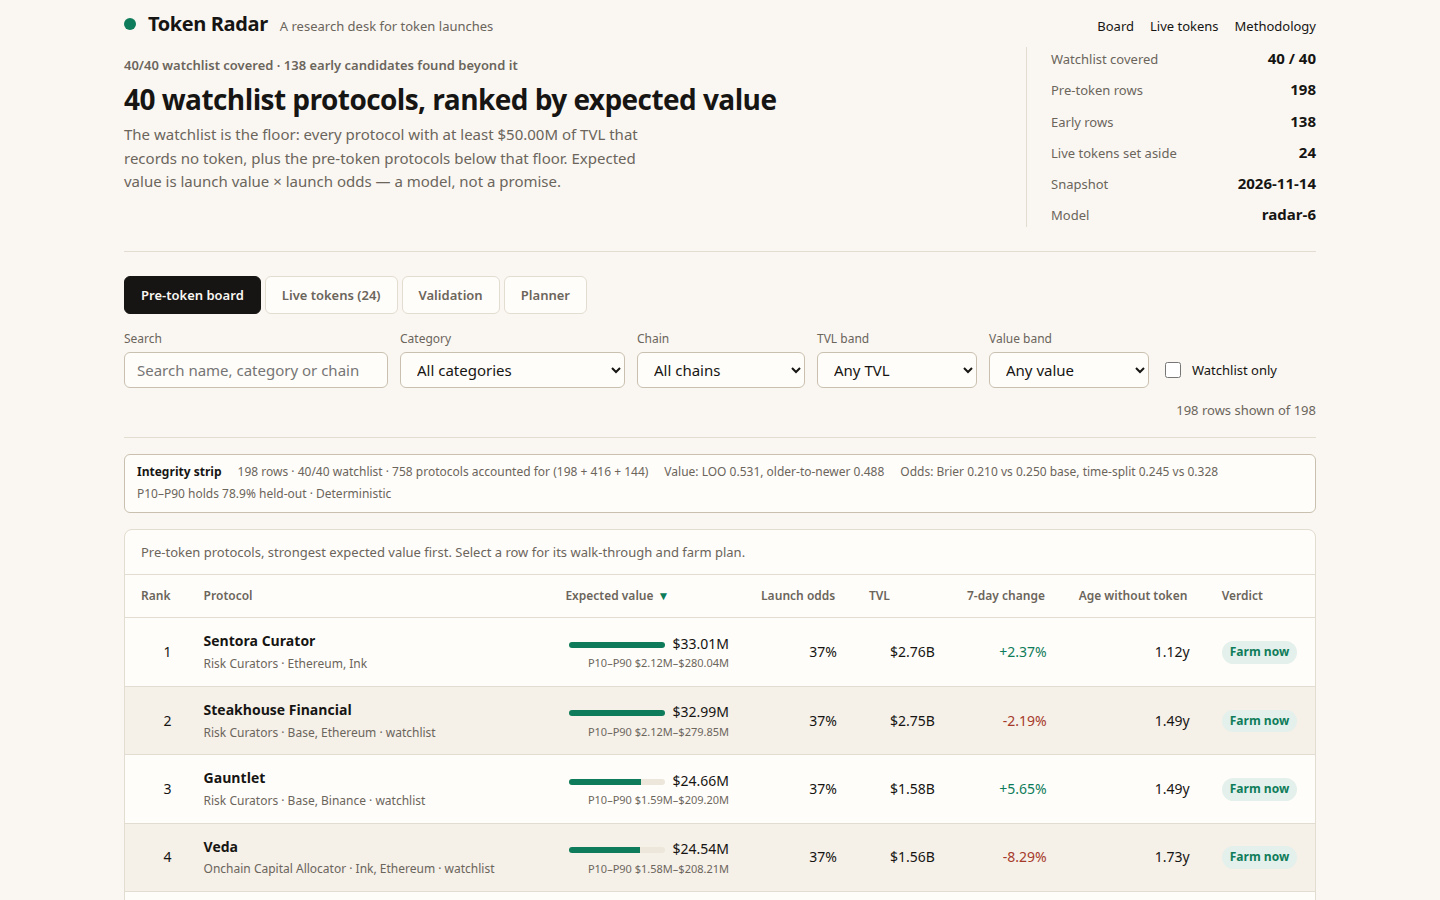 Token Radar A research desk for token launches
Board Live tokens Methodology
40/40 watchlist covered · 138 early candidates found beyond it
40 watchlist protocols, ranked by expected value
The watchlist is the floor: every protocol with at least $50.00M of TVL that
records no token, plus the pre-token protocols below that floor. Expected
value is launch value × launch odds — a model, not a promise.
Watchlist covered 40 / 40
Pre-token rows 198
Early rows 138
Live tokens set aside 24
Snapshot 2026-11-14
Model radar-6
Pre-token board Live tokens (24) Validation Planner
Search Category Chain TVL band Value band
Search name, category or chain All categories All chains Any TVL Any value Watchlist only
198 rows shown of 198
Integrity strip 198 rows · 40/40 watchlist · 758 protocols accounted for (198 + 416 + 144) Value: LOO 0.531, older-to-newer 0.488 Odds: Brier 0.210 vs 0.250 base, time-split 0.245 vs 0.328
P10–P90 holds 78.9% held-out · Deterministic
Pre-token protocols, strongest expected value first. Select a row for its walk-through and farm plan.
Rank Protocol Expected value ▼ Launch odds TVL 7-day change Age without token Verdict
1 Sentora Curator $33.01M 37% $2.76B +2.37% 1.12y Farm now
Risk Curators · Ethereum, Ink P10–P90 $2.12M–$280.04M
2 Steakhouse Financial $32.99M 37% $2.75B -2.19% 1.49y Farm now
Risk Curators · Base, Ethereum · watchlist P10–P90 $2.12M–$279.85M
3 Gauntlet $24.66M 37% $1.58B +5.65% 1.49y Farm now
Risk Curators · Base, Binance · watchlist P10–P90 $1.59M–$209.20M
4 Veda $24.54M 37% $1.56B -8.29% 1.73y Farm now
Onchain Capital Allocator · Ink, Ethereum · watchlist P10–P90 $1.58M–$208.21M